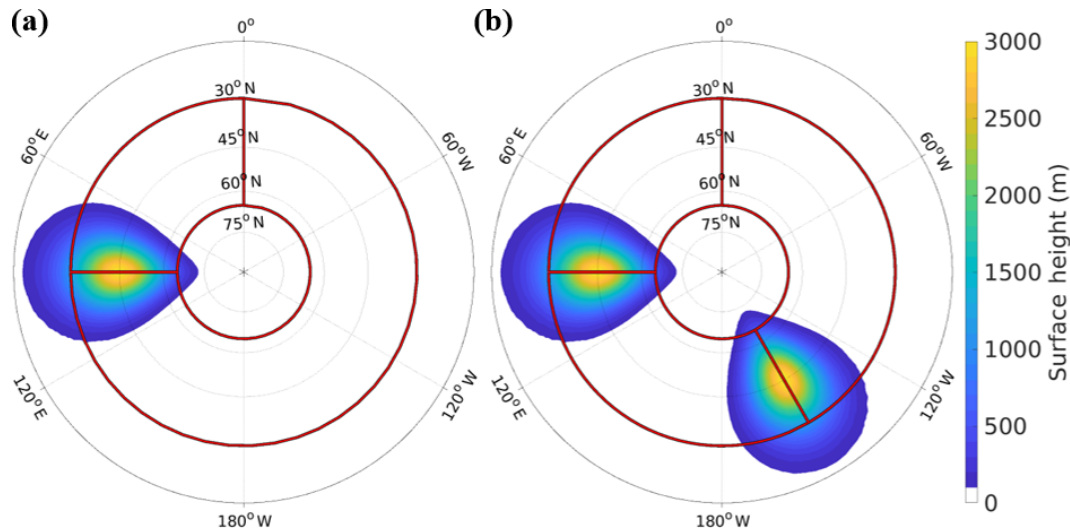 (a)
0°
30° N
45° N
60° N
75° N
60° E
60° W
120° E
120° W
180° W
(b)
0°
30° N
45° N
60° N
75° N
60° E
60° W
120° E
120° W
180° W
3000
2500
2000
1500
1000
500
0
Surface height (m)